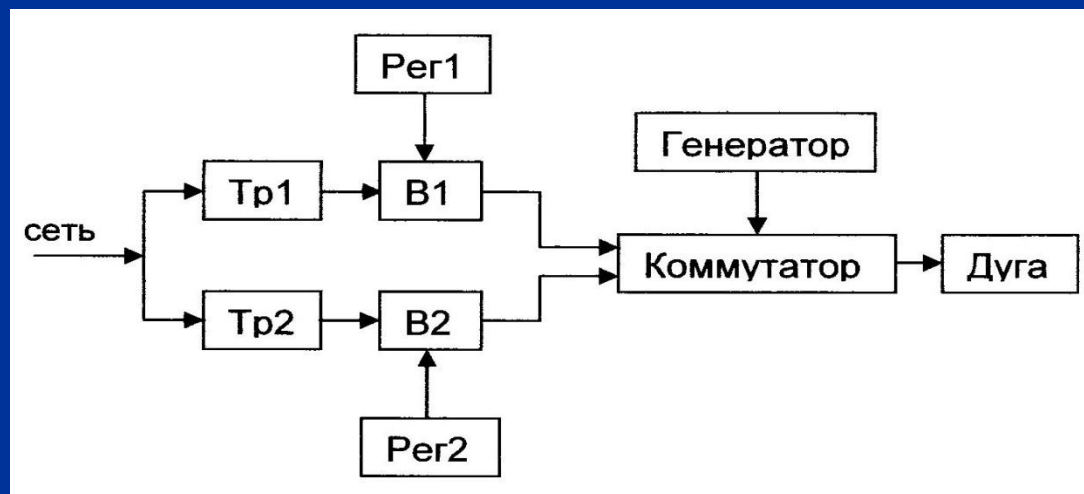 Рег1
Генератор
Тр1
В1
сеть
Коммутатор
Дуга
Тр2
В2
Рег2